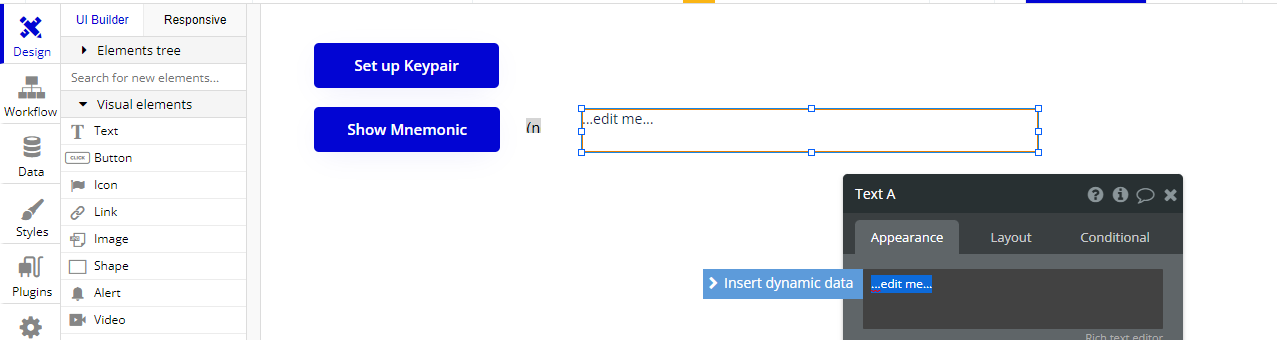 Design
Workflow
Data
Styles
Plugins
UI Builder
Responsive
Elements tree
Search for new elements...
Visual elements
Text
CLICK
Button
Icon
Link
Image
Shape
Alert
Video
Set up Keypair
Show Mnemonic
(n
...edit me...
Text A
Appearance
Layout
Conditional
Insert dynamic data
...edit me...
Rich text editor